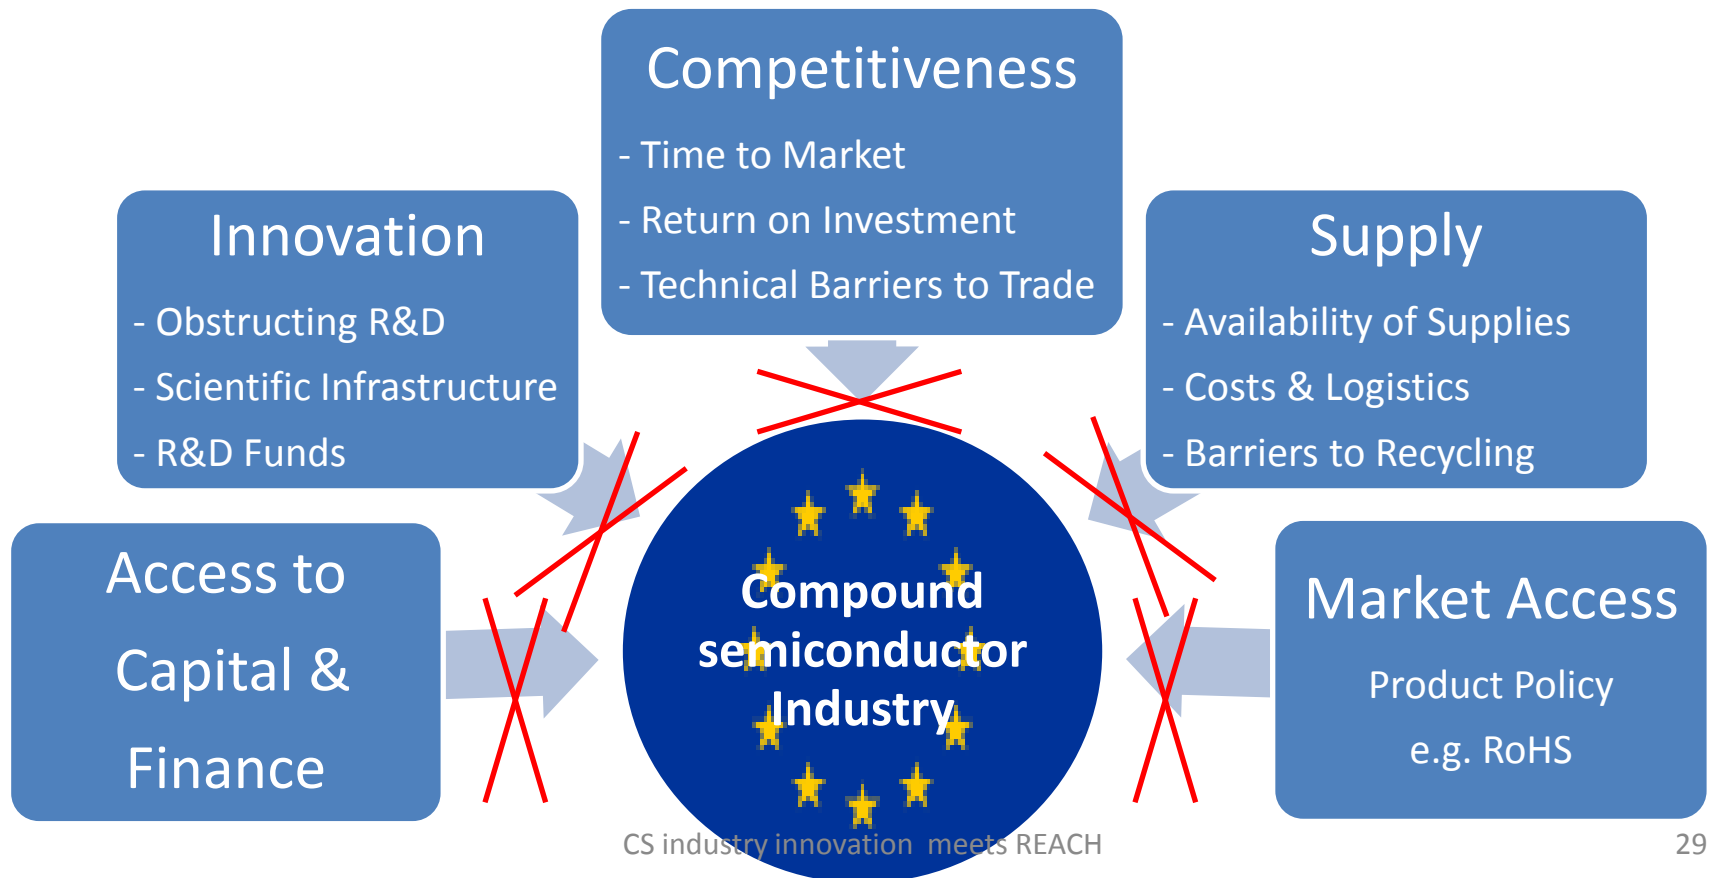 Competitiveness
- Time to Market
- Return on Investment
- Technical Barriers to Trade
Innovation
- Obstructing R&D
- Scientific Infrastructure
- R&D Funds
Supply
- Availability of Supplies
- Costs & Logistics
- Barriers to Recycling
Access to
Capital &
Finance
Compound
semiconductor
Industry
Market Access
Product Policy
e.g. RoHS
CS industry innovation  meets REACH
29